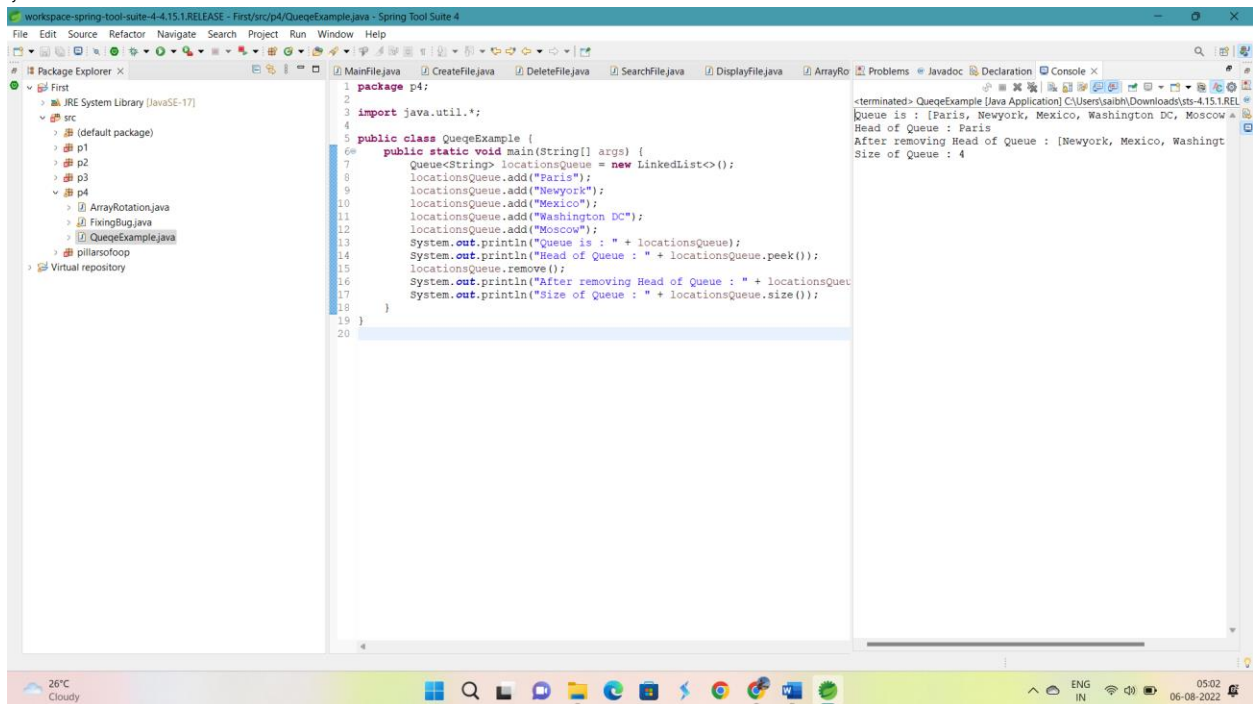 workspace-spring-tool-suite-4-4.15.1.RELEASE - First/src/p4/QueqeExample.java - Spring Tool Suite 4
File Edit Source Refactor Navigate Search Project Run Window Help
Package Explorer
First
JRE System Library [JavaSE-17]
src
(default package)
p1
p2
p3
p4
ArrayRotation.java
FixingBug.java
QueqeExample.java
pillarsofoop
Virtual repository
MainFile.java CreateFile.java DeleteFile.java SearchFile.java DisplayFile.java ArrayRo
1 package p4;
2
3 import java.util.*;
4
5 public class QueqeExample {
6 public static void main(String[] args) {
7 Queue<String> locationsQueue = new LinkedList<>();
8 locationsQueue.add("Paris");
9 locationsQueue.add("Newyork");
10 locationsQueue.add("Mexico");
11 locationsQueue.add("Washington DC");
12 locationsQueue.add("Moscow");
13 System.out.println("Queue is : " + locationsQueue);
14 System.out.println("Head of Queue : " + locationsQueue.peek());
15 locationsQueue.remove();
16 System.out.println("After removing Head of Queue : " + locationsQueu
17 System.out.println("Size of Queue : " + locationsQueue.size());
18 }
19 }
20
Problems Javadoc Declaration Console
<terminated> QueqeExample [Java Application] C:\Users\saibh\Downloads\sts-4.15.1.REL
Queue is : [Paris, Newyork, Mexico, Washington DC, Moscow
Head of Queue : Paris
After removing Head of Queue : [Newyork, Mexico, Washingt
Size of Queue : 4
26°C
Cloudy
ENG
IN
05:02
06-08-2022